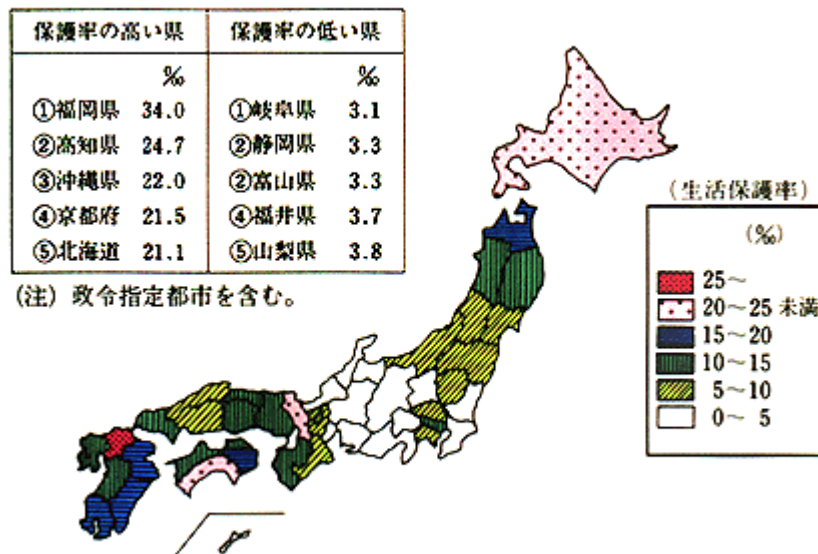 保護率の高い県 保護率の低い県
‰ ‰
①福岡県 34.0 ①岐阜県 3.1
②高知県 24.7 ②静岡県 3.3
③沖縄県 22.0 ②富山県 3.3
④京都府 21.5 ④福井県 3.7
⑤北海道 21.1 ⑤山梨県 3.8
(注) 政令指定都市を含む。
(生活保護率)
(‰)
25～
20～25未満
15～20
10～15
5～10
0～ 5